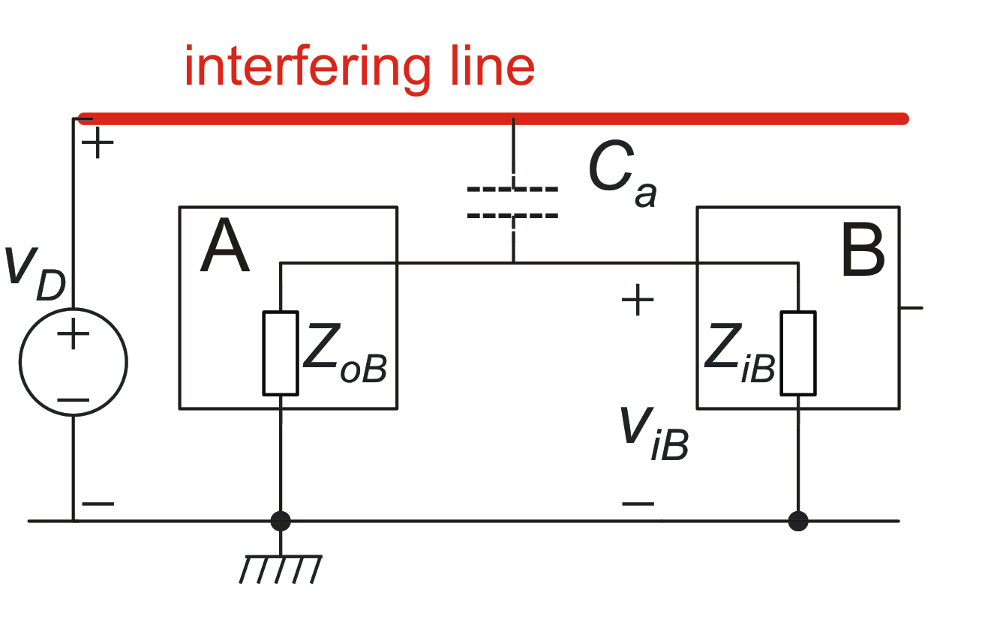 interfering line
+
C_a
A
B
v_D
+
+
Z_oB
Z_iB
−
v_iB
−
−